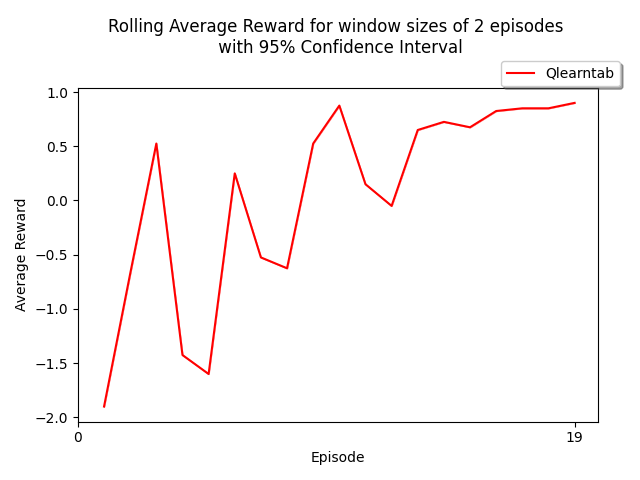 Rolling Average Reward for window sizes of 2 episodes
with 95% Confidence Interval
Qlearntab
1.0
0.5
0.0
−0.5
−1.0
−1.5
−2.0
Average Reward
0
19
Episode